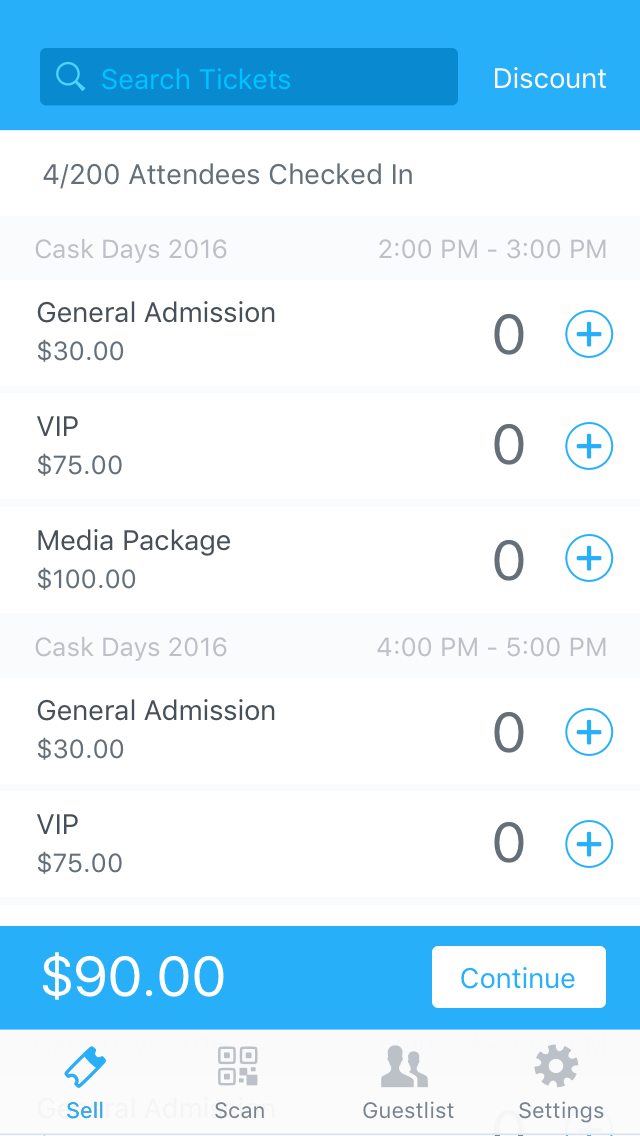 Search Tickets
Discount
4/200 Attendees Checked In
Cask Days 2016 2:00 PM - 3:00 PM
General Admission
$30.00
0
VIP
$75.00
0
Media Package
$100.00
0
Cask Days 2016 4:00 PM - 5:00 PM
General Admission
$30.00
0
VIP
$75.00
0
$90.00
Continue
General Admission
Sell
Scan
Guestlist
Settings